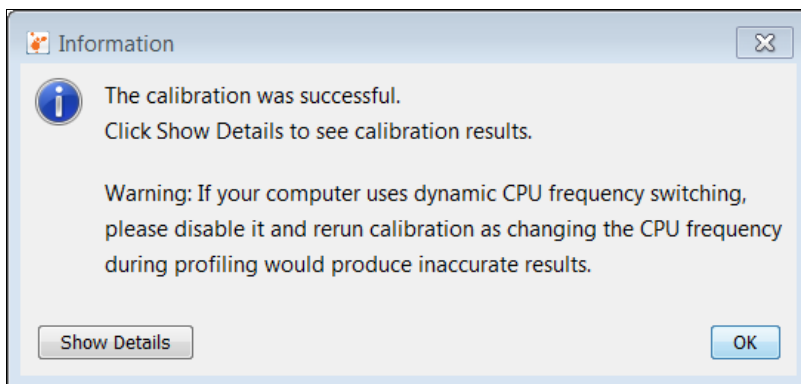 Information
The calibration was successful.
Click Show Details to see calibration results.
Warning: If your computer uses dynamic CPU frequency switching,
please disable it and rerun calibration as changing the CPU frequency
during profiling would produce inaccurate results.
Show Details
OK